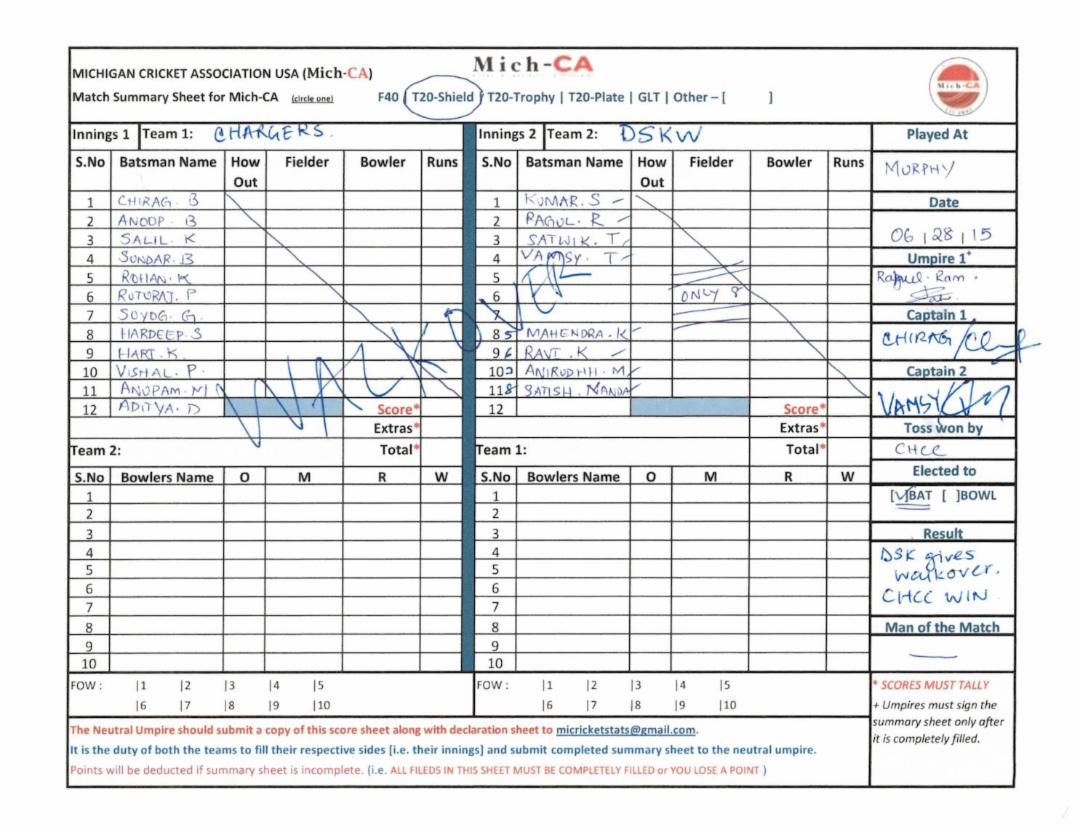 Mich-CA
MICHIGAN CRICKET ASSOCIATION USA (Mich-CA)
Match Summary Sheet for Mich-CA (circle one) F40 | T20-Shield | T20-Trophy | T20-Plate | GLT | Other – [ ]
Mich-CA
Innings 1 Team 1: CHARGERS.
S.No Batsman Name How Out Fielder Bowler Runs
1 CHIRAG. B
2 ANOOP. B
3 SALIL. K
4 SUNDAR. B
5 ROHAN. K
6 RUTURAJ. P
7 SUYOG. G.
8 HARDEEP. S
9 HARI. K.
10 VISHAL. P.
11 ANUPAM. M
12 ADITYA. D Score*
Extras*
Team 2: Total*
WALKOVER
S.No Bowlers Name O M R W
1
2
3
4
5
6
7
8
9
10
FOW : |1 |2 |3 |4 |5
|6 |7 |8 |9 |10
Innings 2 Team 2: DSKW
S.No Batsman Name How Out Fielder Bowler Runs
1 KUMAR. S
2 RAGUL. R
3 SATWIK. T
4 VAMSY. T
5
6 ONLY 8
7
8 5 MAHENDRA. K
9 6 RAVI. K
10 ANIRUDHH. M
11 8 SATISH. NANDA
12 Score*
Extras*
Team 1: Total*
S.No Bowlers Name O M R W
1
2
3
4
5
6
7
8
9
10
FOW : |1 |2 |3 |4 |5
|6 |7 |8 |9 |10
Played At
MURPHY
Date
06 | 28 | 15
Umpire 1+
Ram.
Captain 1
CHIRAG
Captain 2
VAMSY
Toss won by
CHCC
Elected to
[√]BAT [ ]BOWL
Result
DSK gives
walkover.
CHCC WIN
Man of the Match
* SCORES MUST TALLY
+ Umpires must sign the
summary sheet only after
it is completely filled.
The Neutral Umpire should submit a copy of this score sheet along with declaration sheet to micricketstats@gmail.com.
It is the duty of both the teams to fill their respective sides [i.e. their innings] and submit completed summary sheet to the neutral umpire.
Points will be deducted if summary sheet is incomplete. (i.e. ALL FILEDS IN THIS SHEET MUST BE COMPLETELY FILLED or YOU LOSE A POINT )